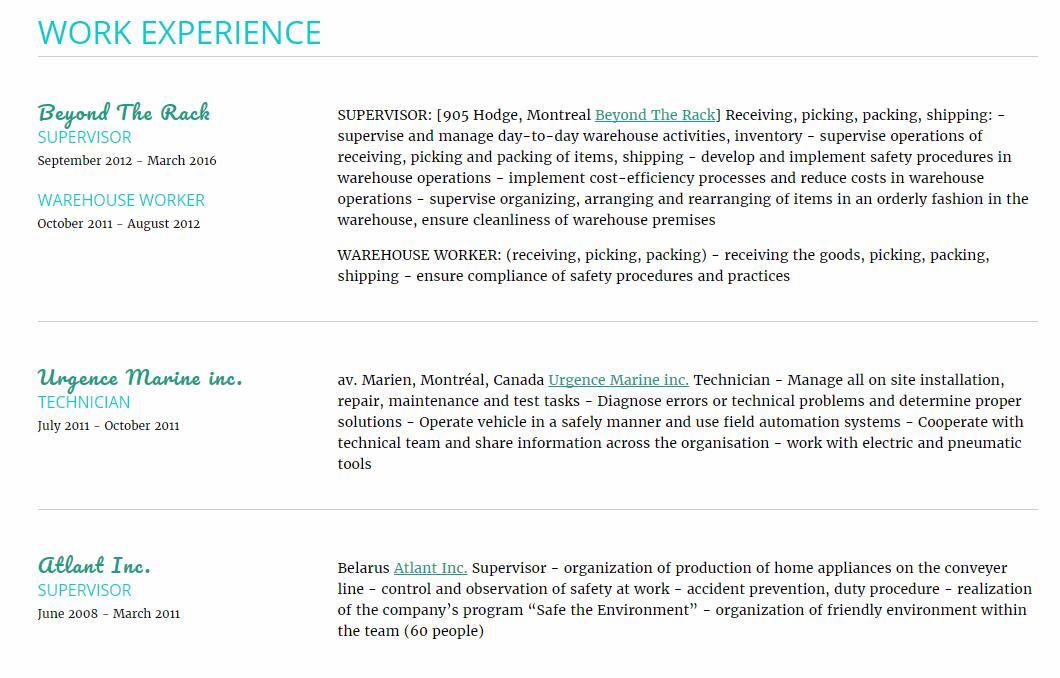 WORK EXPERIENCE
Beyond The Rack
SUPERVISOR
September 2012 - March 2016
WAREHOUSE WORKER
October 2011 - August 2012
SUPERVISOR: [905 Hodge, Montreal Beyond The Rack] Receiving, picking, packing, shipping: -
supervise and manage day-to-day warehouse activities, inventory - supervise operations of
receiving, picking and packing of items, shipping - develop and implement safety procedures in
warehouse operations - implement cost-efficiency processes and reduce costs in warehouse
operations - supervise organizing, arranging and rearranging of items in an orderly fashion in the
warehouse, ensure cleanliness of warehouse premises
WAREHOUSE WORKER: (receiving, picking, packing) - receiving the goods, picking, packing,
shipping - ensure compliance of safety procedures and practices
Urgence Marine inc.
TECHNICIAN
July 2011 - October 2011
av. Marien, Montréal, Canada Urgence Marine inc. Technician - Manage all on site installation,
repair, maintenance and test tasks - Diagnose errors or technical problems and determine proper
solutions - Operate vehicle in a safely manner and use field automation systems - Cooperate with
technical team and share information across the organisation - work with electric and pneumatic
tools
Atlant Inc.
SUPERVISOR
June 2008 - March 2011
Belarus Atlant Inc. Supervisor - organization of production of home appliances on the conveyer
line - control and observation of safety at work - accident prevention, duty procedure - realization
of the company’s program “Safe the Environment” - organization of friendly environment within
the team (60 people)